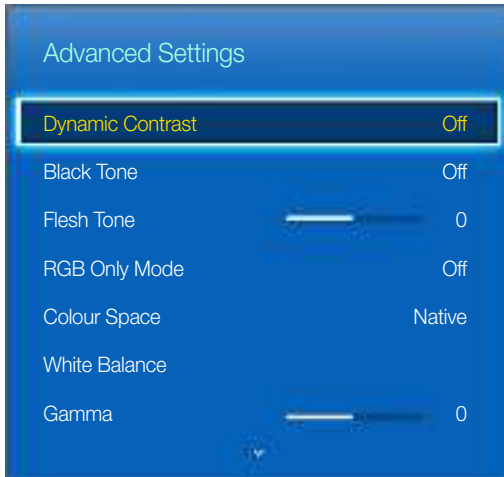 Advanced Settings
Dynamic Contrast Off
Black Tone Off
Flesh Tone 0
RGB Only Mode Off
Colour Space Native
White Balance
Gamma 0